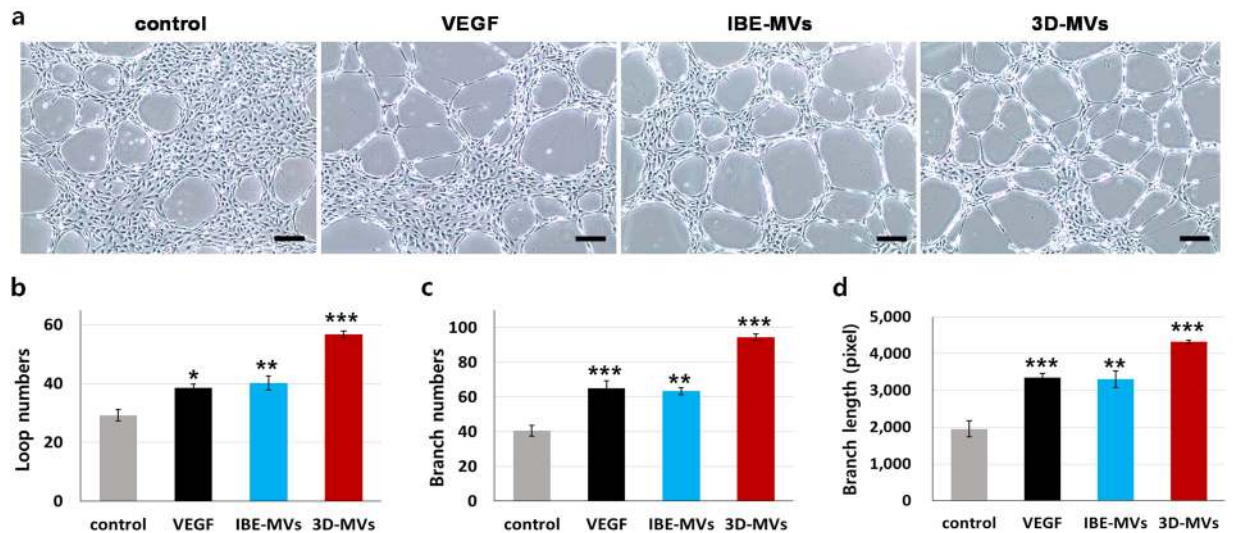 a
control VEGF IBE-MVs 3D-MVs
b
Loop numbers
60
40
20
0
*
**
***
control VEGF IBE-MVs 3D-MVs
c
Branch numbers
100
80
60
40
20
0
***
**
***
control VEGF IBE-MVs 3D-MVs
d
Branch length (pixel)
5,000
4,000
3,000
2,000
1,000
0
***
**
***
control VEGF IBE-MVs 3D-MVs